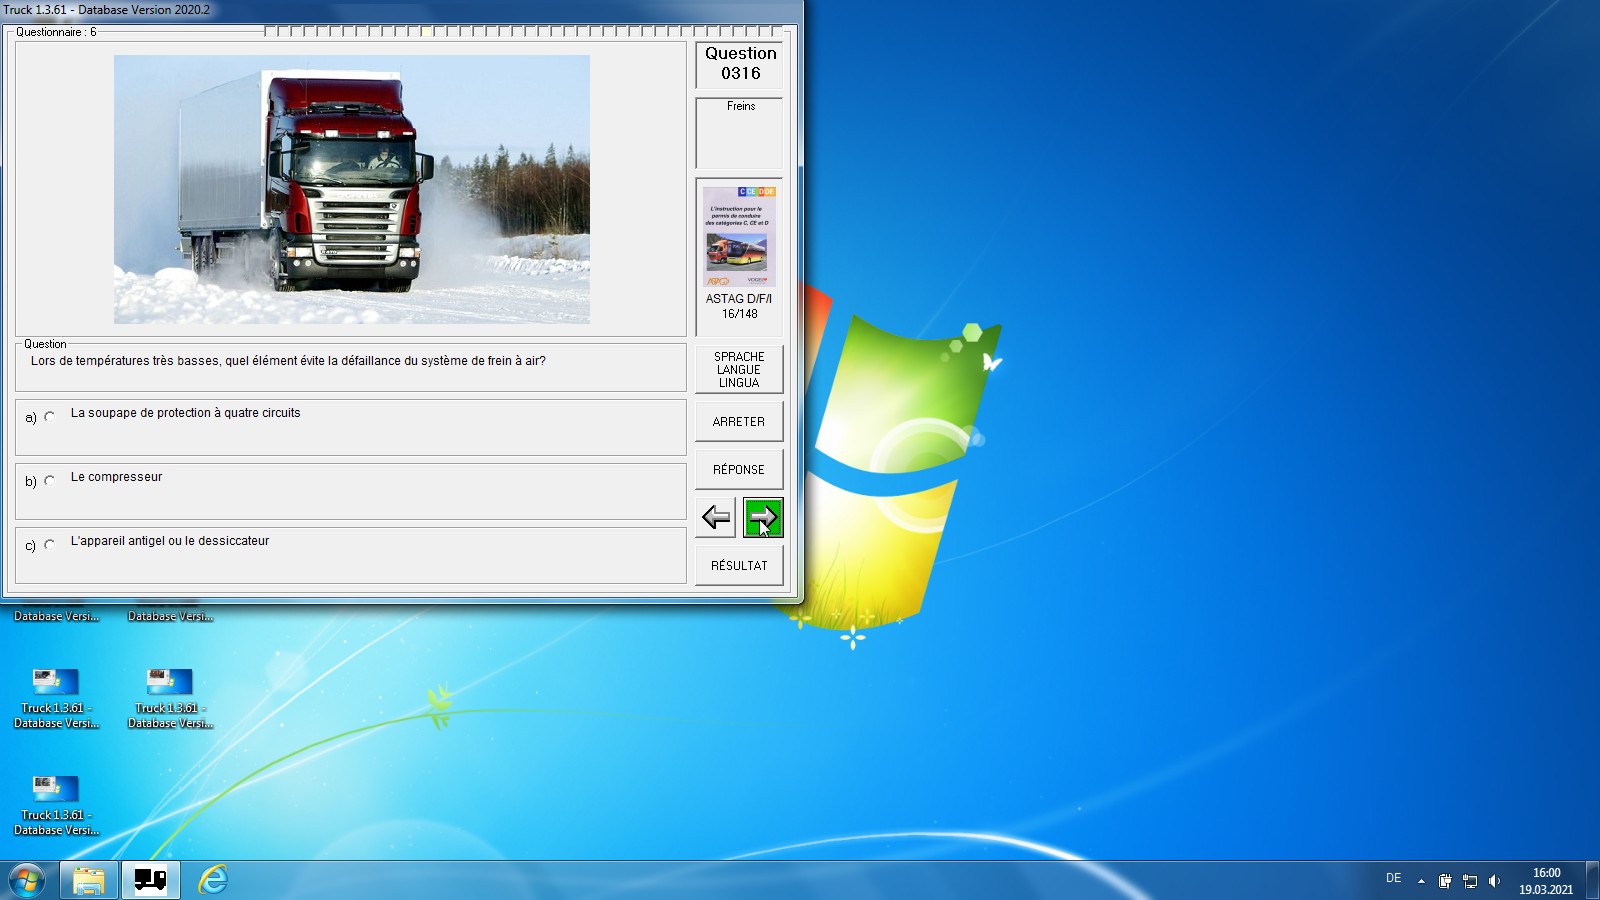 Truck 1.3.61 - Database Version 2020.2
Questionnaire : 6
Question
0316
Freins
C CE D DE
L'instruction pour le
permis de conduire
des catégories C, CE et D
ASTAG D/F/I
16/148
Question
Lors de températures très basses, quel élément évite la défaillance du système de frein à air?
SPRACHE
LANGUE
LINGUA
a) La soupape de protection à quatre circuits
ARRETER
b) Le compresseur
RÉPONSE
c) L'appareil antigel ou le dessiccateur
RÉSULTAT
Database Versi...
Database Versi...
Truck 1.3.61 -
Database Versi...
Truck 1.3.61 -
Database Versi...
Truck 1.3.61 -
Database Versi...
DE
16:00
19.03.2021